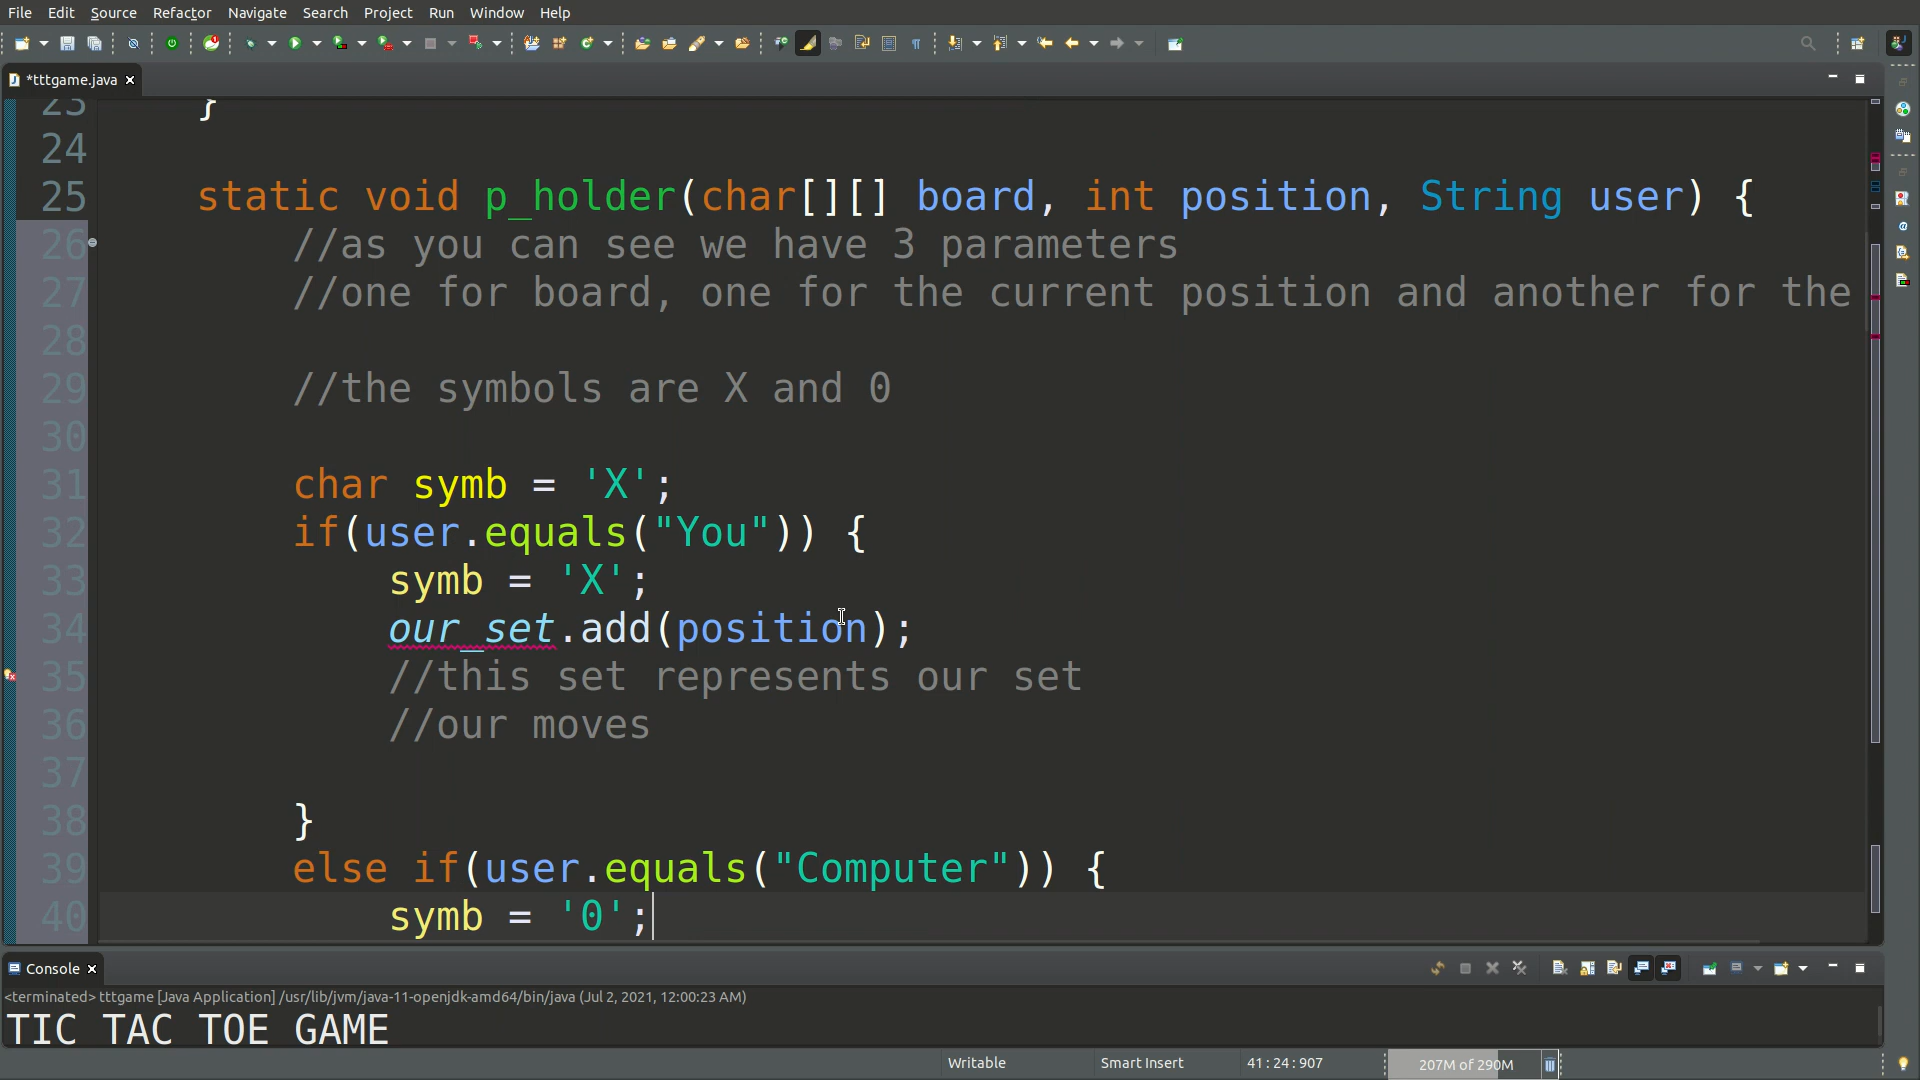 File Edit Source Refactor Navigate Search Project Run Window Help
*tttgame.java
23 }
24
25 static void p_holder(char[][] board, int position, String user) {
26 //as you can see we have 3 parameters
27 //one for board, one for the current position and another for the
28
29 //the symbols are X and 0
30
31 char symb = 'X';
32 if(user.equals("You")) {
33 symb = 'X';
34 our_set.add(position);
35 //this set represents our set
36 //our moves
37
38 }
39 else if(user.equals("Computer")) {
40 symb = '0';
Console
<terminated> tttgame [Java Application] /usr/lib/jvm/java-11-openjdk-amd64/bin/java (Jul 2, 2021, 12:00:23 AM)
TIC TAC TOE GAME
Writable Smart Insert 41 : 24 : 907 207M of 290M